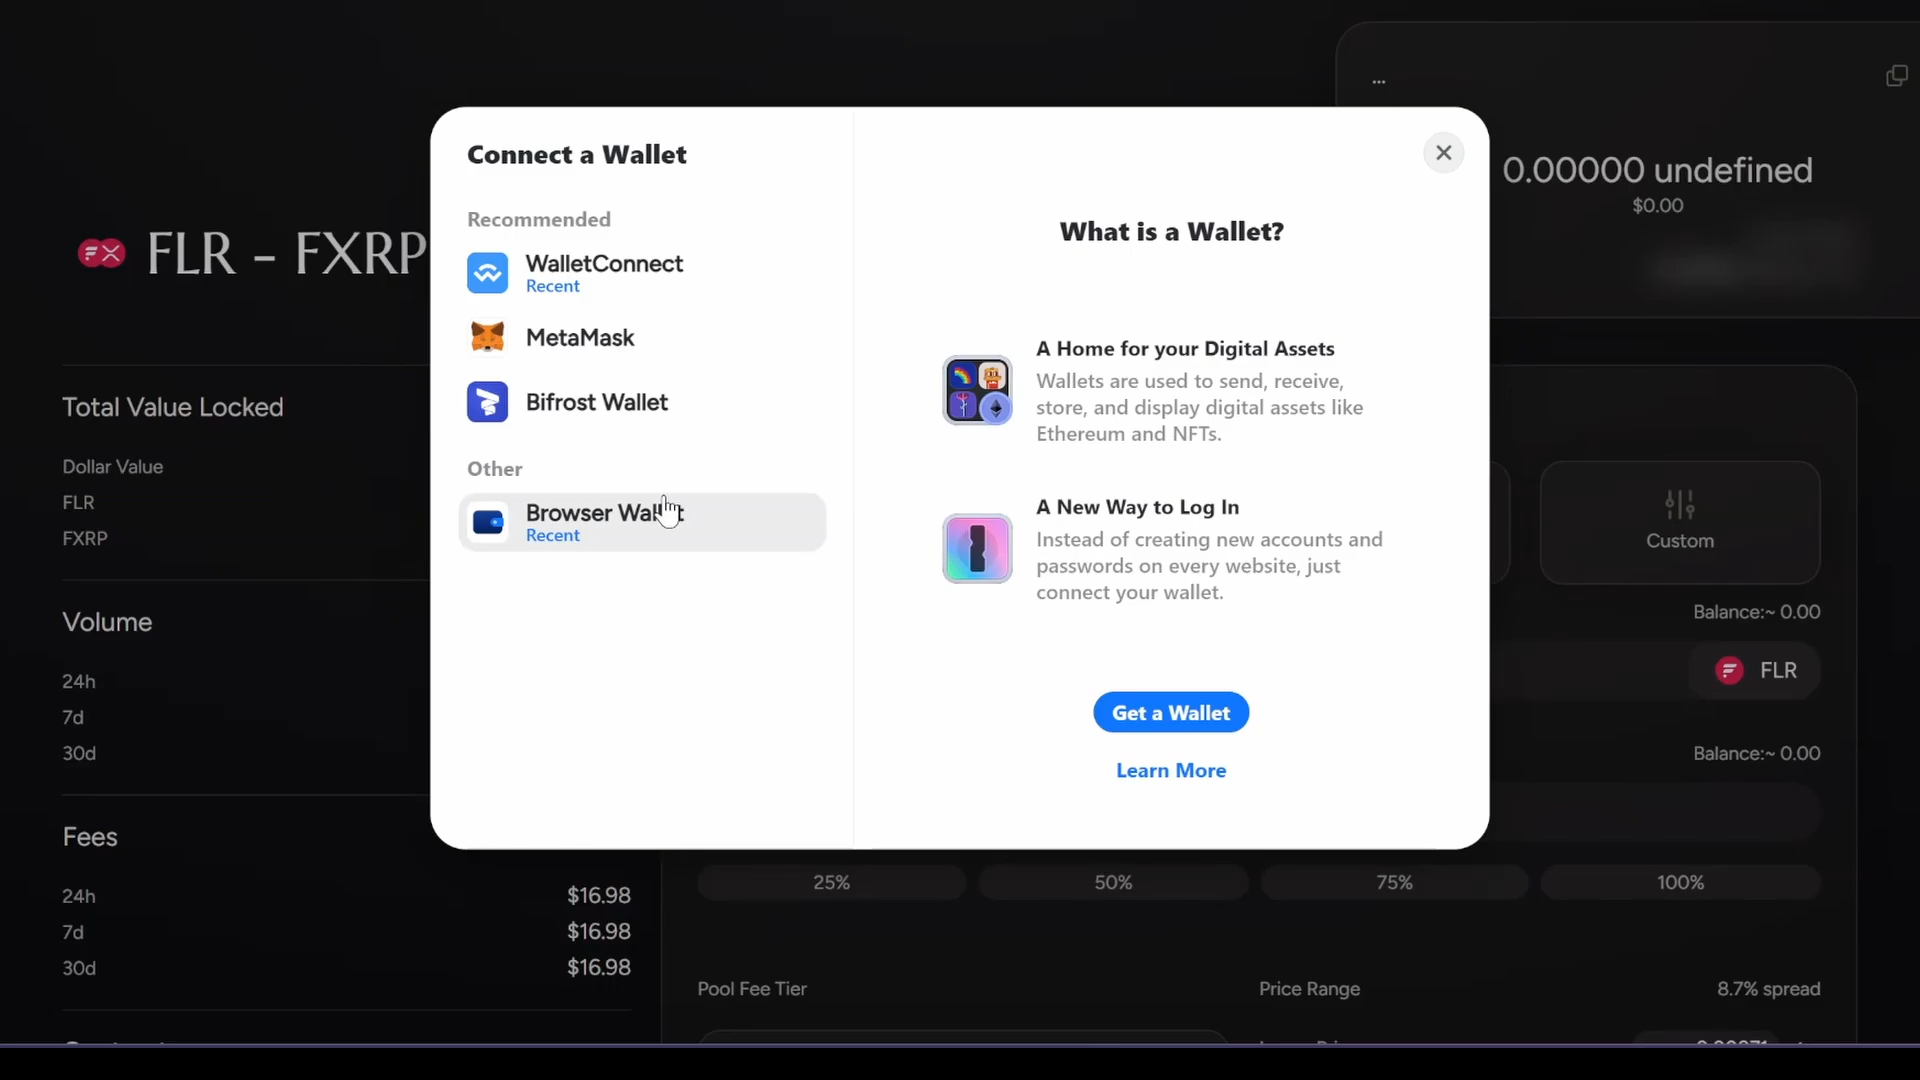 ...
0.00000 undefined
$0.00
FLR – FXRP
Total Value Locked
Dollar Value
FLR
FXRP
Volume
24h
7d
30d
Fees
24h $16.98
7d $16.98
30d $16.98
Connect a Wallet
Recommended
WalletConnect
Recent
MetaMask
Bifrost Wallet
Other
Browser Wallet
Recent
What is a Wallet?
A Home for your Digital Assets
Wallets are used to send, receive,
store, and display digital assets like
Ethereum and NFTs.
A New Way to Log In
Instead of creating new accounts and
passwords on every website, just
connect your wallet.
Get a Wallet
Learn More
Custom
Balance:~ 0.00
FLR
Balance:~ 0.00
25% 50% 75% 100%
Pool Fee Tier
Price Range 8.7% spread